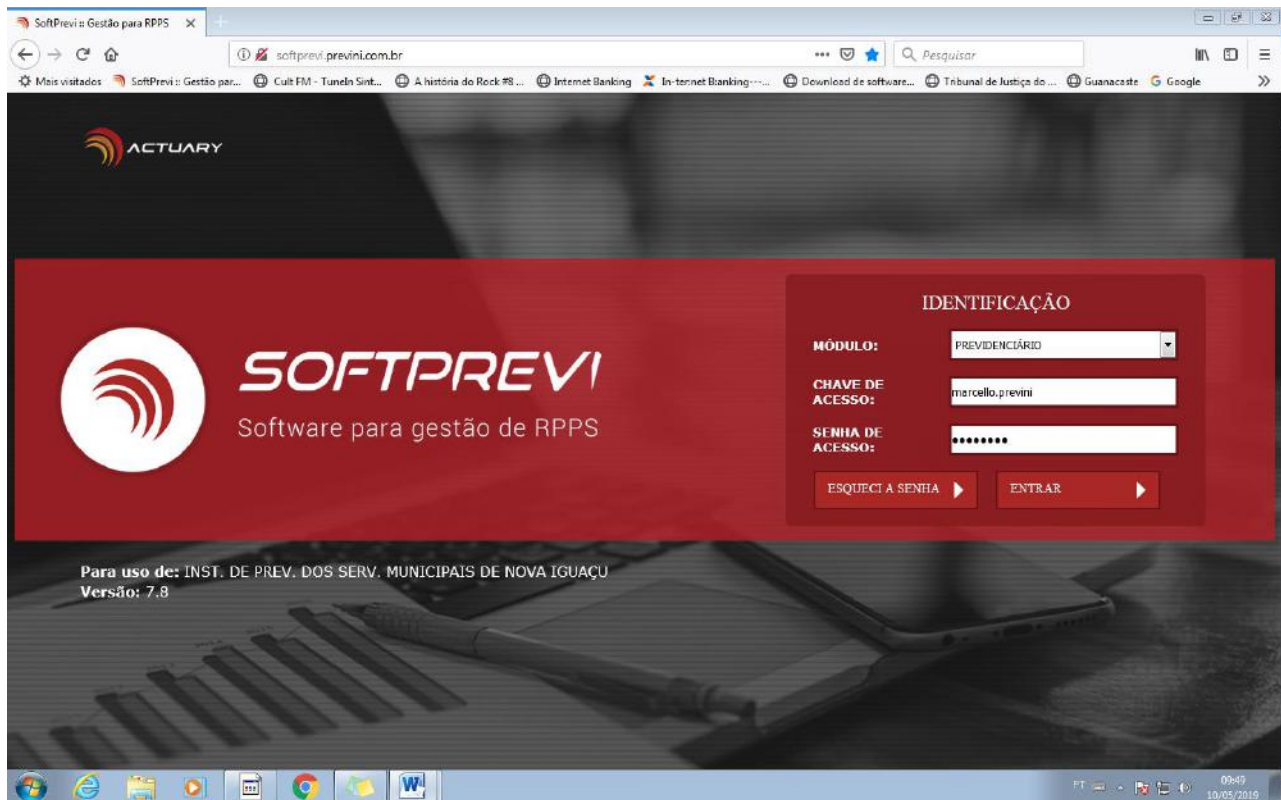 SoftPrevi :: Gestão para RPPS
softprevi.previni.com.br
Pesquisar
Mais visitados SoftPrevi :: Gestão par... Cult FM - TuneIn Sint... A história do Rock #8 ... Internet Banking In-ternet Banking---... Download de software... Tribunal de Justiça do ... Guanacaste Google
ACTUARY
IDENTIFICAÇÃO
MÓDULO: PREVIDENCIÁRIO
CHAVE DE
ACESSO: marcello.previni
SENHA DE
ACESSO: ••••••••
ESQUECI A SENHA ENTRAR
SOFTPREVI
Software para gestão de RPPS
Para uso de: INST. DE PREV. DOS SERV. MUNICIPAIS DE NOVA IGUAÇU
Versão: 7.8
PT
09:49
10/05/2019